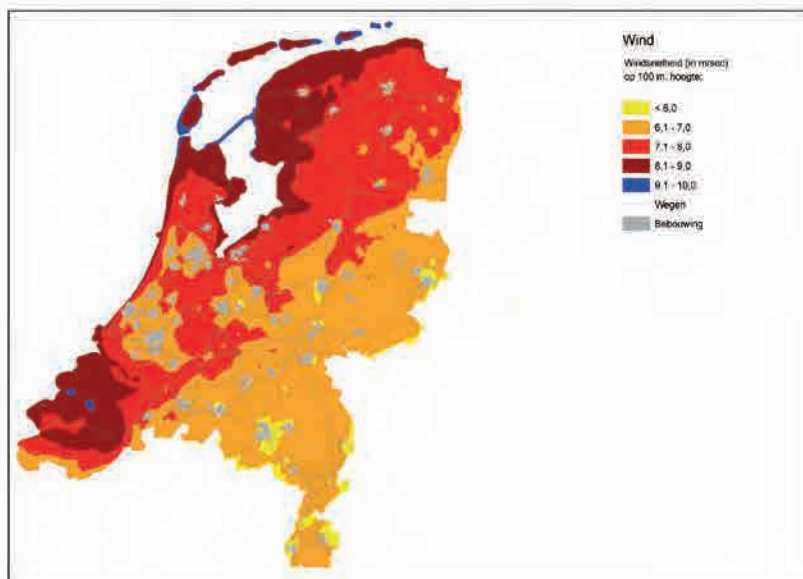 Wind
Windsnelheid (in m/sec)
op 100 m. hoogte:
< 6,0
6,1 - 7,0
7,1 - 8,0
8,1 - 9,0
9,1 - 10,0
Wegen
Bebouwing